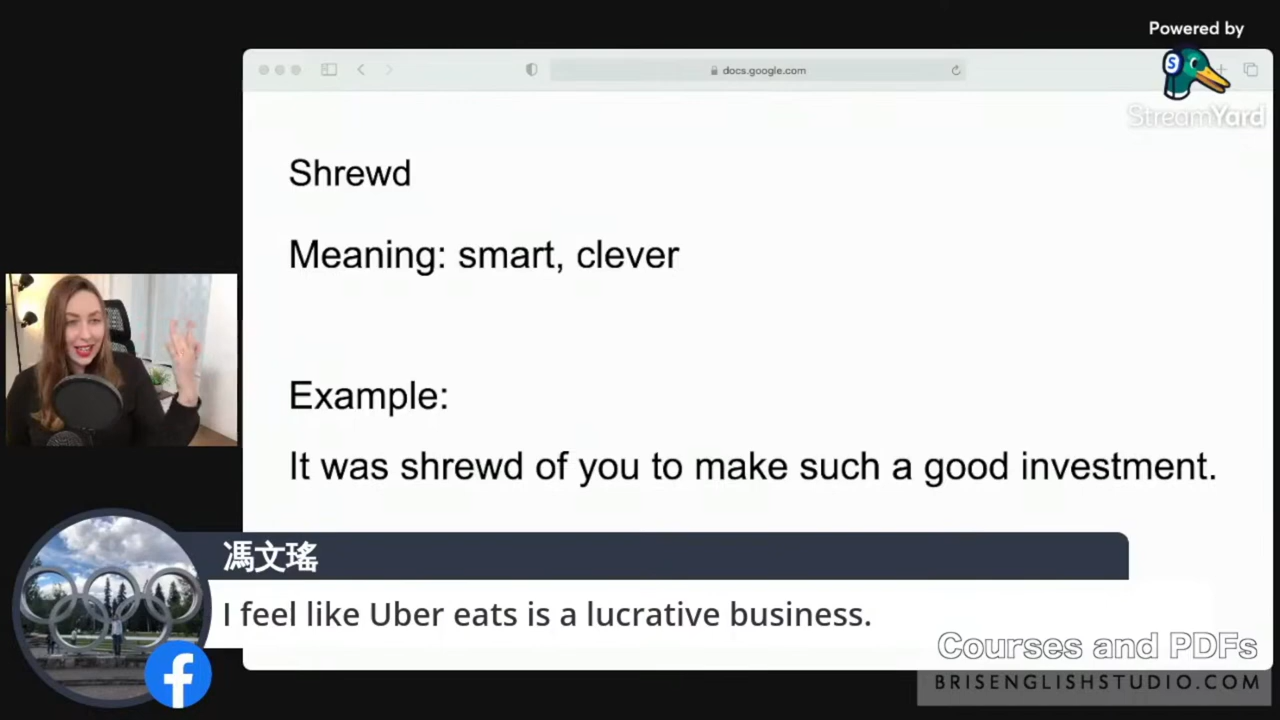 Powered by
docs.google.com
StreamYard
Shrewd
Meaning: smart, clever
Example:
It was shrewd of you to make such a good investment.
馮文瑤
I feel like Uber eats is a lucrative business.
Courses and PDFs
BRISENGLISHSTUDIO.COM